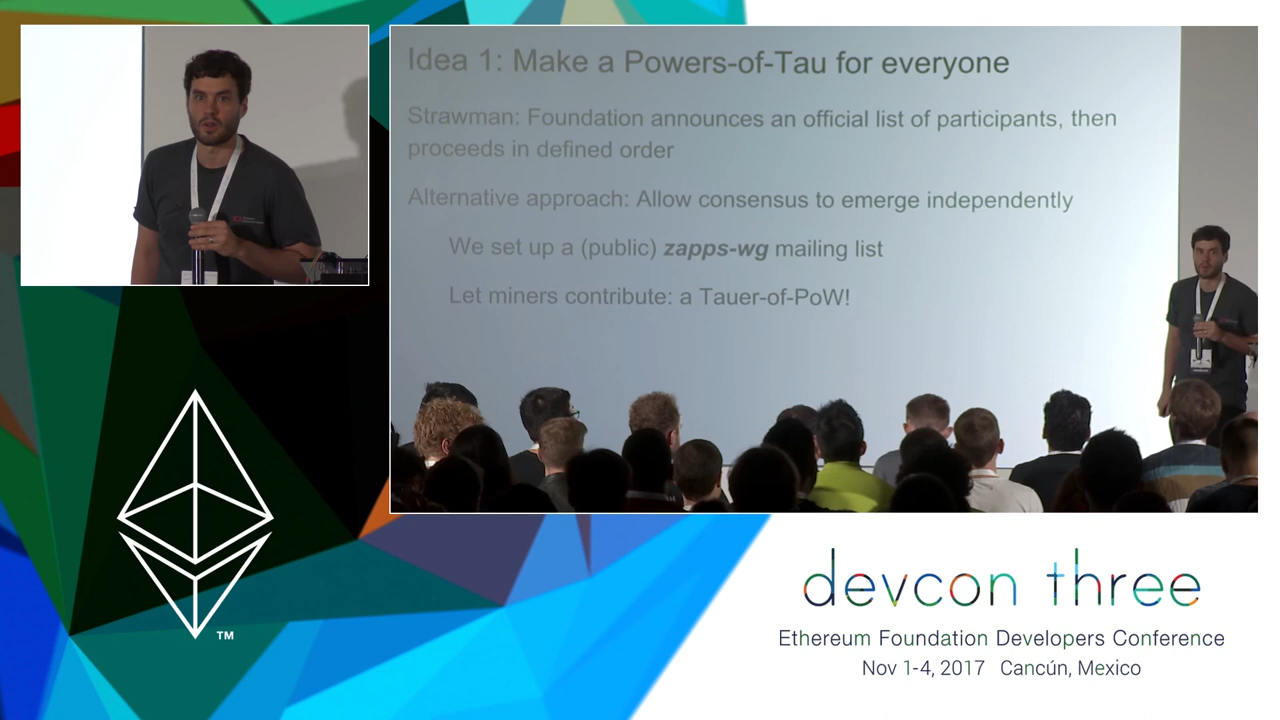 Idea 1: Make a Powers-of-Tau for everyone
Strawman: Foundation announces an official list of participants, then
proceeds in defined order
Alternative approach: Allow consensus to emerge independently
We set up a (public) zapps-wg mailing list
Let miners contribute: a Tauer-of-PoW!
TM
devcon three
Ethereum Foundation Developers Conference
Nov 1-4, 2017 Cancún, Mexico